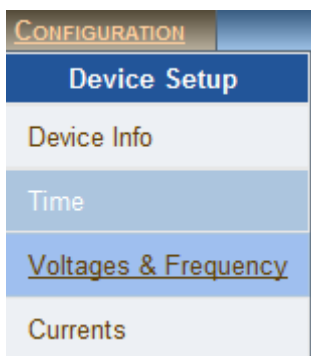 CONFIGURATION
Device Setup
Device Info
Time
Voltages & Frequency
Currents